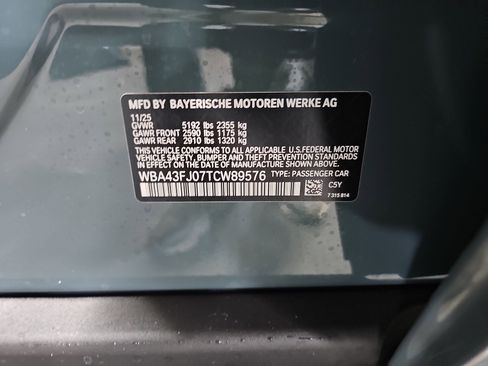 MFD BY BAYERISCHE MOTOREN WERKE AG
11/25
GVWR 5192 lbs 2355 kg
GAWR FRONT 2590 lbs 1175 kg
GAWR REAR 2910 lbs 1320 kg
THIS VEHICLE CONFORMS TO ALL APPLICABLE U.S.FEDERAL MOTOR
VEHICLE SAFETY, BUMPER AND THEFT PREVENTION STANDARDS
IN EFFECT ON THE DATE OF MANUFACTURE SHOWN ABOVE.
WBA43FJ07TCW89576 TYPE: PASSENGER CAR
C5Y
7 315 814